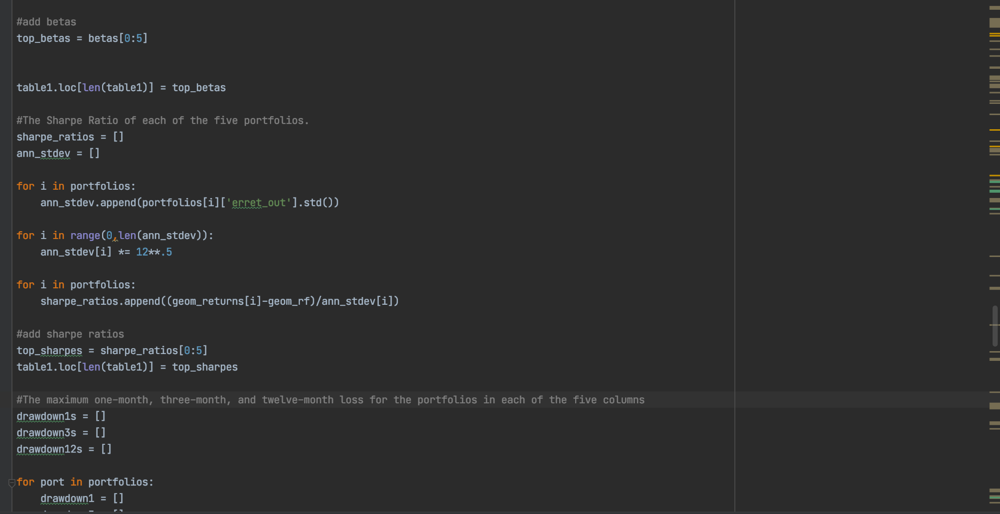 #add betas
top_betas = betas[0:5]
table1.loc[len(table1)] = top_betas
#The Sharpe Ratio of each of the five portfolios.
sharpe_ratios = []
ann_stdev = []
for i in portfolios:
    ann_stdev.append(portfolios[i]['erret_out'].std())
for i in range(0,len(ann_stdev)):
    ann_stdev[i] *= 12**.5
for i in portfolios:
    sharpe_ratios.append((geom_returns[i]-geom_rf)/ann_stdev[i])
#add sharpe ratios
top_sharpes = sharpe_ratios[0:5]
table1.loc[len(table1)] = top_sharpes
#The maximum one-month, three-month, and twelve-month loss for the portfolios in each of the five columns
drawdown1s = []
drawdown3s = []
drawdown12s = []
for port in portfolios:
    drawdown1 = []